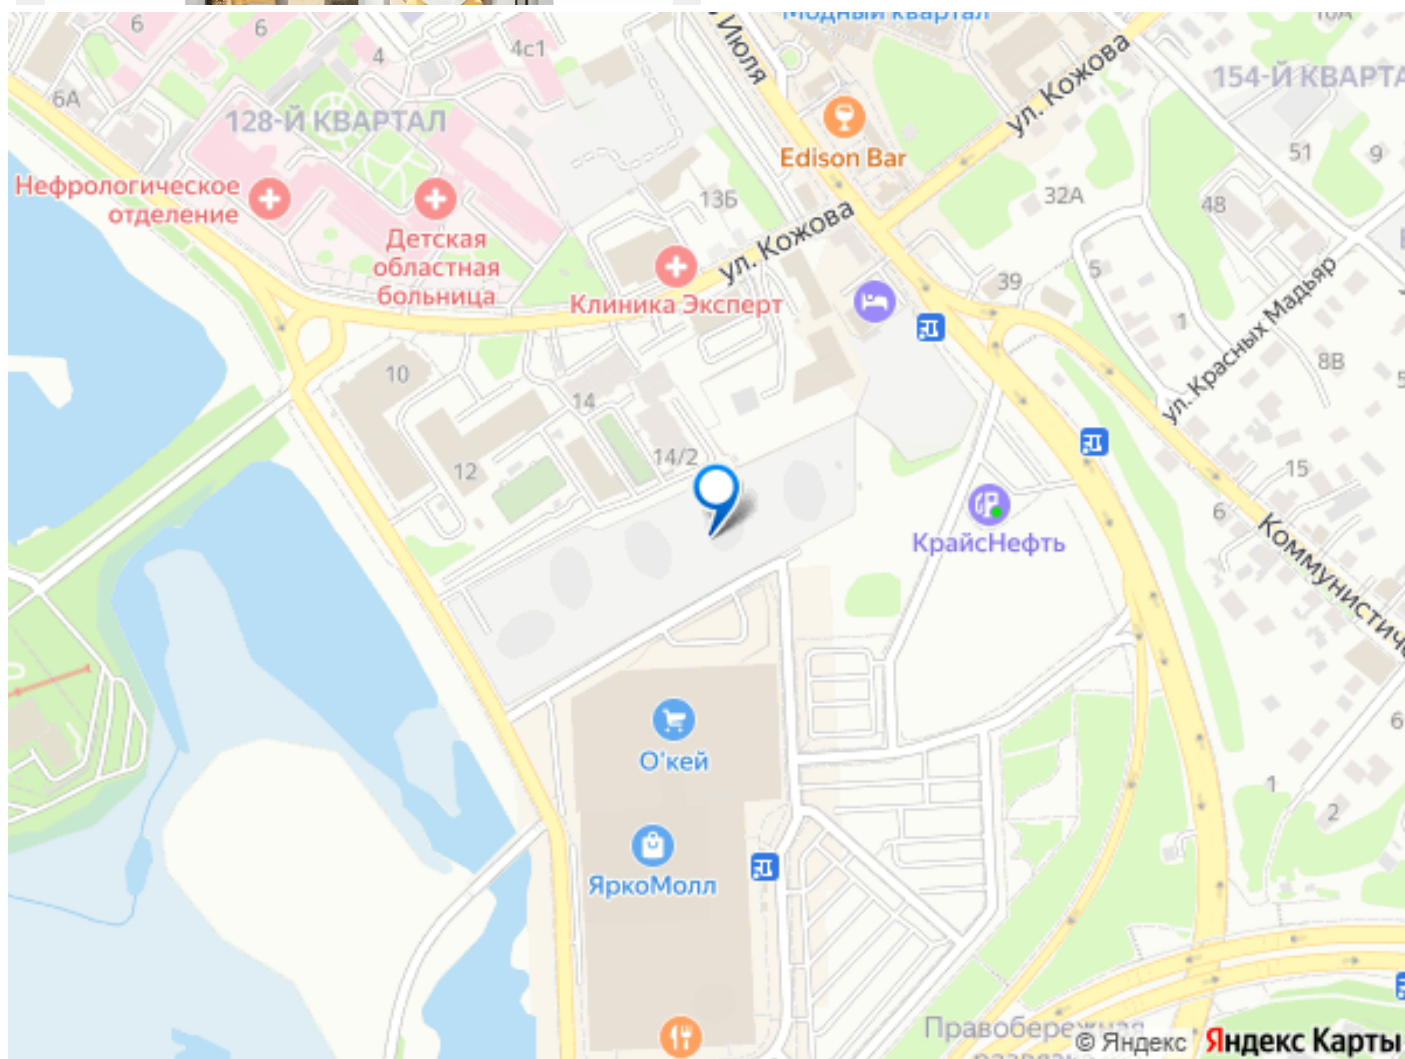 Модный квартал
6
6
4
4с1
Июля
ул. Кожова
154-Й КВАРТА
6А
128-Й КВАРТАЛ
Edison Bar
51
9
Нефрологическое
отделение
13Б
32А
48
Детская
областная
больница
ул. Кожова
Клиника Эксперт
39
5
1
ул. Красных Мадьяр
8В
10
14
12
14/2
15
6
КрайсНефть
Коммунистиче
О'кей
ЯркоМолл
6
1
2
Правобережная
© Яндекс
Яндекс Карты